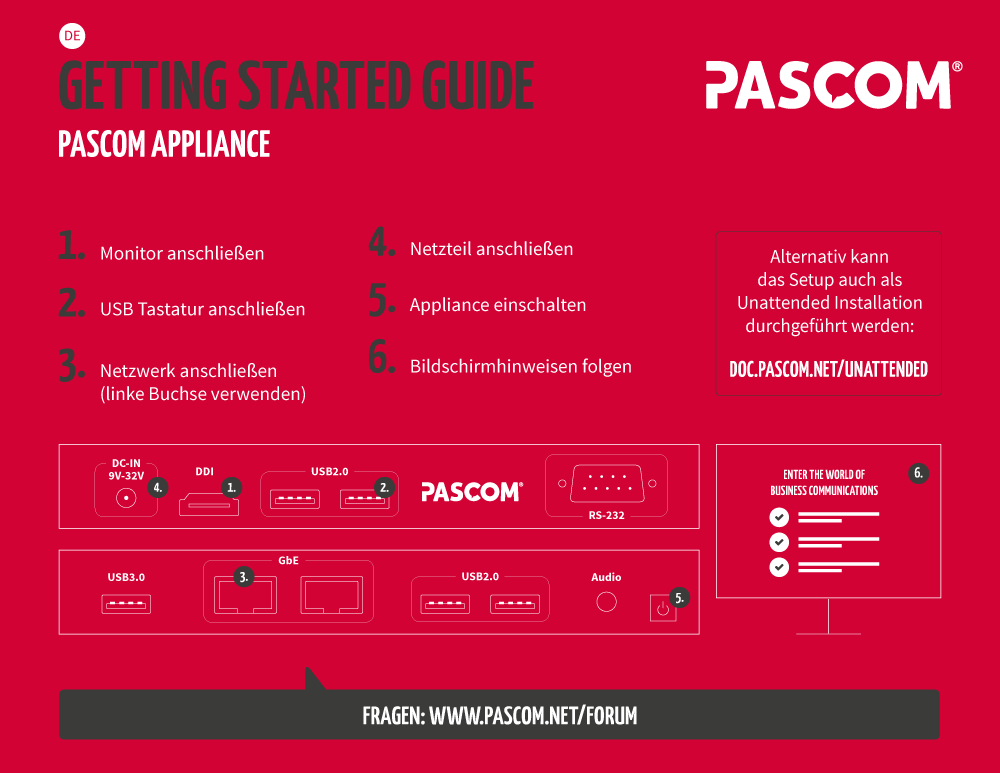 DE
GETTING STARTED GUIDE
PASCOM®
PASCOM APPLIANCE
1. Monitor anschließen
2. USB Tastatur anschließen
3. Netzwerk anschließen
(linke Buchse verwenden)
4. Netzteil anschließen
5. Appliance einschalten
6. Bildschirmhinweisen folgen
Alternativ kann
das Setup auch als
Unattended Installation
durchgeführt werden:
DOC.PASCOM.NET/UNATTENDED
DC-IN
9V-32V
4.
DDI
1.
USB2.0
2.
PASCOM®
RS-232
USB3.0
GbE
3.
USB2.0
Audio
5.
ENTER THE WORLD OF
BUSINESS COMMUNICATIONS
6.
FRAGEN: WWW.PASCOM.NET/FORUM